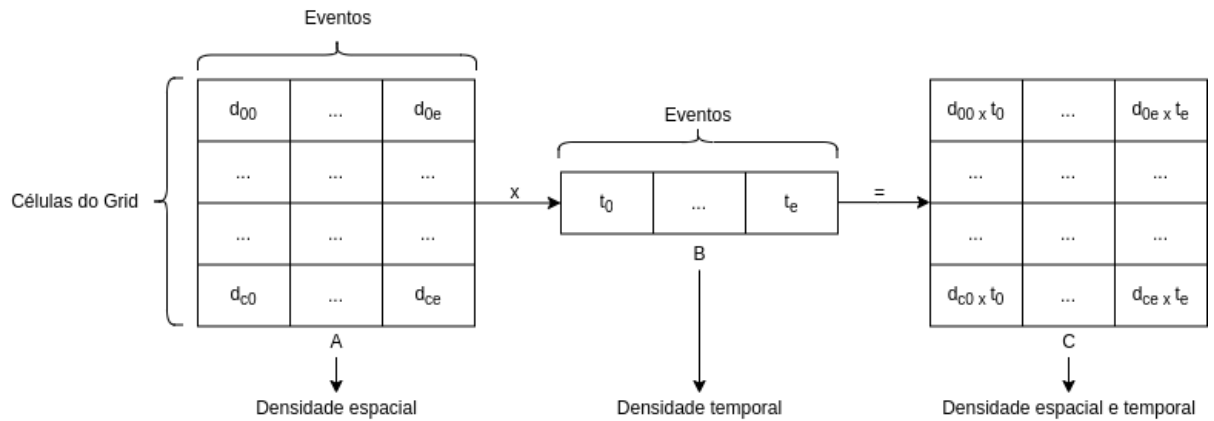 Eventos
Células do Grid
d00 ... d0e
... ... ...
... ... ...
dc0 ... dce
A
Densidade espacial
x
Eventos
t0 ... te
B
Densidade temporal
=
d00 x t0 ... d0e x te
... ... ...
... ... ...
dc0 x t0 ... dce x te
C
Densidade espacial e temporal